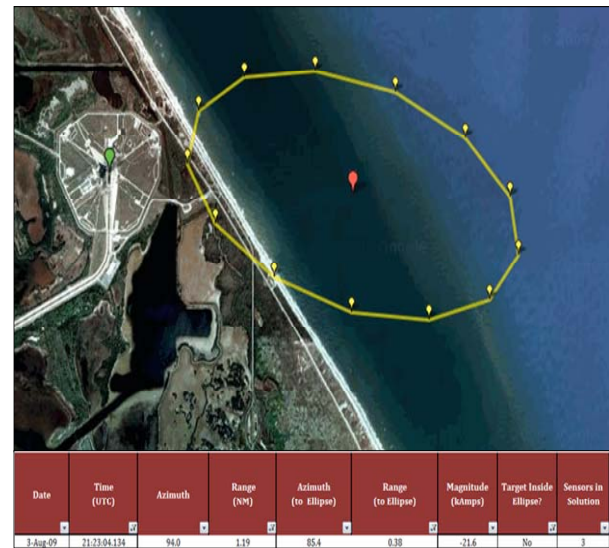 Date
Time
(UTC)
Azimuth
Range
(NM)
Azimuth
(to Ellipse)
Range
(to Ellipse)
Magnitude
(kAmps)
Target Inside
Ellipse?
Sensors in
Solution
3-Aug-09 21:23:04.134 94.0 1.19 85.4 0.38 -21.6 No 3